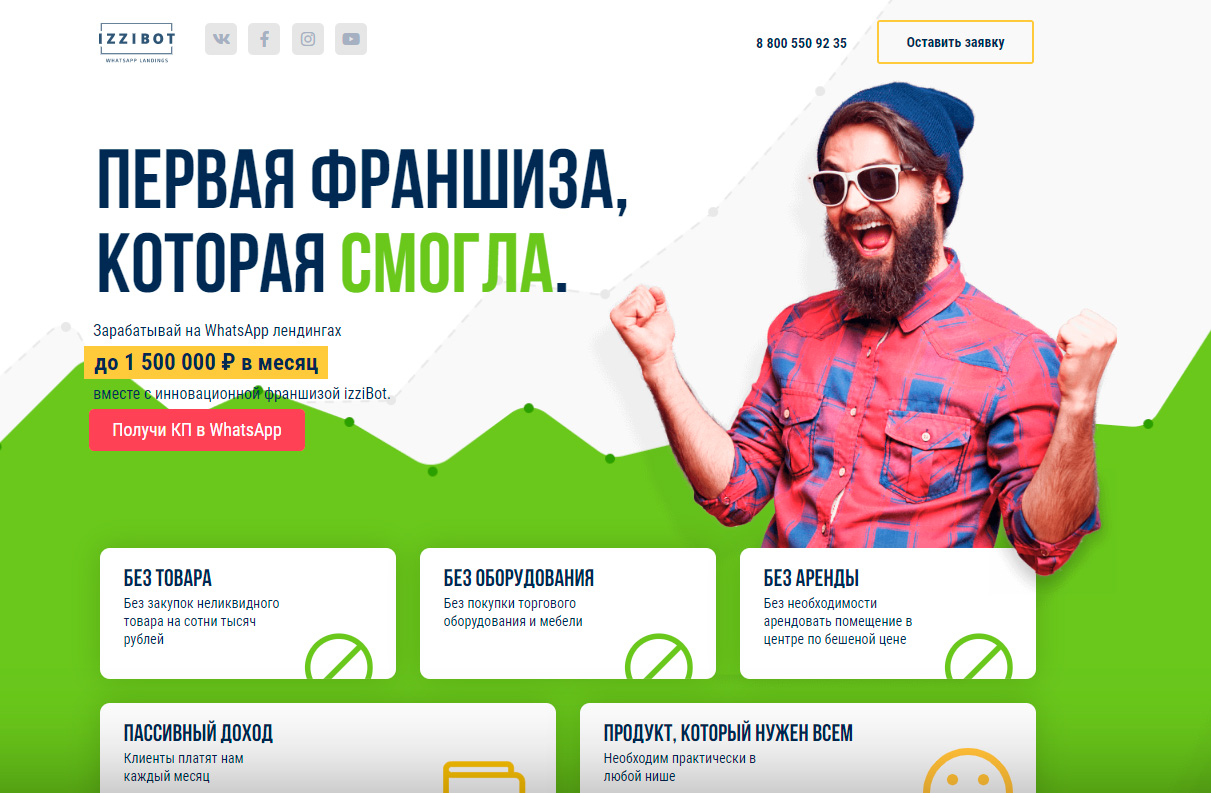 IZZIBOT
WHATSAPP LANDINGS
8 800 550 92 35
Оставить заявку
ПЕРВАЯ ФРАНШИЗА,
КОТОРАЯ СМОГЛА.
Зарабатывай на WhatsApp лендингах
до 1 500 000 ₽ в месяц
вместе с инновационной франшизой izziBot.
Получи КП в WhatsApp
БЕЗ ТОВАРА
Без закупок неликвидного
товара на сотни тысяч
рублей
БЕЗ ОБОРУДОВАНИЯ
Без покупки торгового
оборудования и мебели
БЕЗ АРЕНДЫ
Без необходимости
арендовать помещение в
центре по бешеной цене
ПАССИВНЫЙ ДОХОД
Клиенты платят нам
каждый месяц
ПРОДУКТ, КОТОРЫЙ НУЖЕН ВСЕМ
Необходим практически в
любой нише